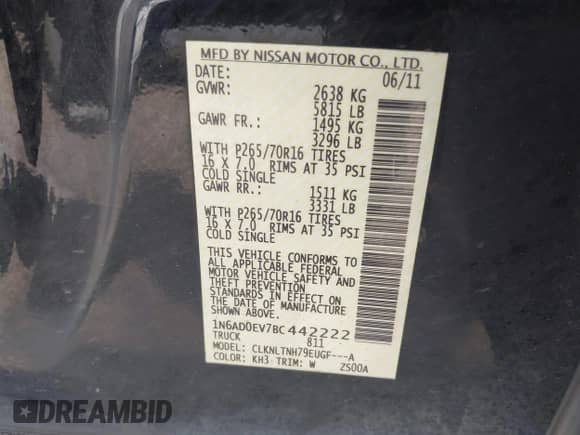 MFD BY NISSAN MOTOR CO., LTD.
DATE: 06/11
GVWR: 2638 KG
5815 LB
GAWR FR.: 1495 KG
3296 LB
WITH P265/70R16 TIRES
16 X 7.0 RIMS AT 35 PSI
COLD SINGLE
GAWR RR.: 1511 KG
3331 LB
WITH P265/70R16 TIRES
16 X 7.0 RIMS AT 35 PSI
COLD SINGLE
THIS VEHICLE CONFORMS TO
ALL APPLICABLE FEDERAL
MOTOR VEHICLE SAFETY AND
THEFT PREVENTION
STANDARDS IN EFFECT ON
THE DATE OF MANUFACTURE
SHOWN ABOVE.
1N6AD0EV7BC442222
TRUCK 811
MODEL: CLKNLTNH79EUGF---A
COLOR: KH3 TRIM: W ZS00A
DREAMBID